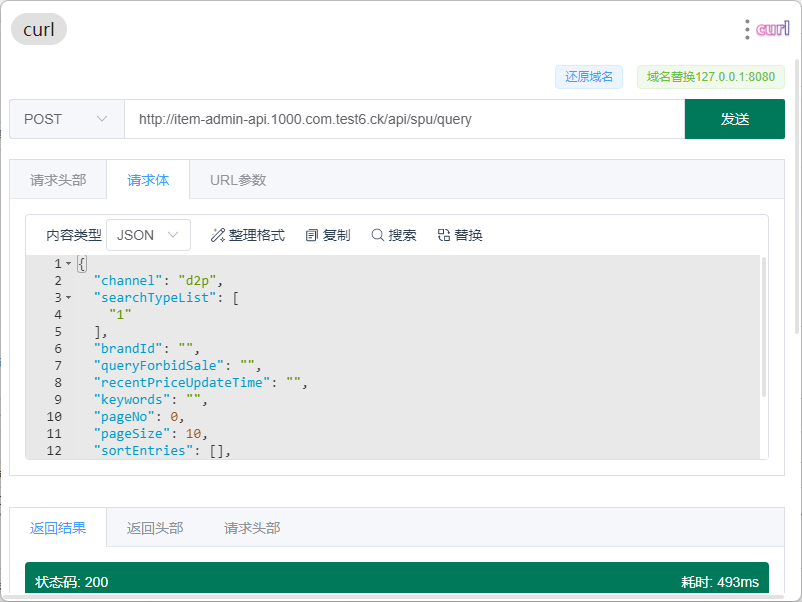 curl
curl
还原域名 域名替换127.0.0.1:8080
POST http://item-admin-api.1000.com.test6.ck/api/spu/query 发送
请求头部 请求体 URL参数
内容类型 JSON 整理格式 复制 搜索 替换
1 {
2 "channel": "d2p",
3 "searchTypeList": [
4 "1"
5 ],
6 "brandId": "",
7 "queryForbidSale": "",
8 "recentPriceUpdateTime": "",
9 "keywords": "",
10 "pageNo": 0,
11 "pageSize": 10,
12 "sortEntries": [],
返回结果 返回头部 请求头部
状态码: 200 耗时: 493ms